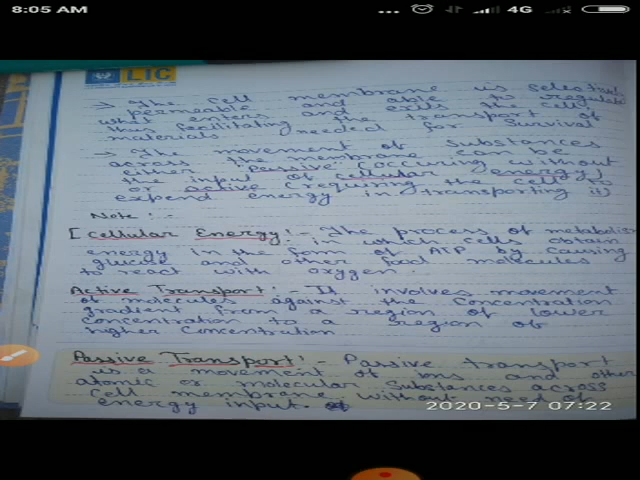 8:05 AM ... 4G
LIC
→ The cell membrane is selectively
permeable and able to regulate
what enters and exits the cell,
thus facilitating the transport of
materials needed for survival
→ The movement of substances
across the membrane can be
either passive (occuring without
the input of cellular energy)
or active (requiring the cell to
expend energy in transporting it)
Note :-
[ Cellular Energy :- The process of metabolism
in which cells obtain
energy in the form of ATP by causing
glucose and other food molecules
to react with oxygen
Active Transport :- It involves movement
of molecules against the concentration
gradient from a region of lower
concentration to a region of
higher concentration
Passive Transport : Passive transport
is a movement of ions and other
atomic or molecular substances across
cell membrane without need of
energy input.
2020-5-7 07:22